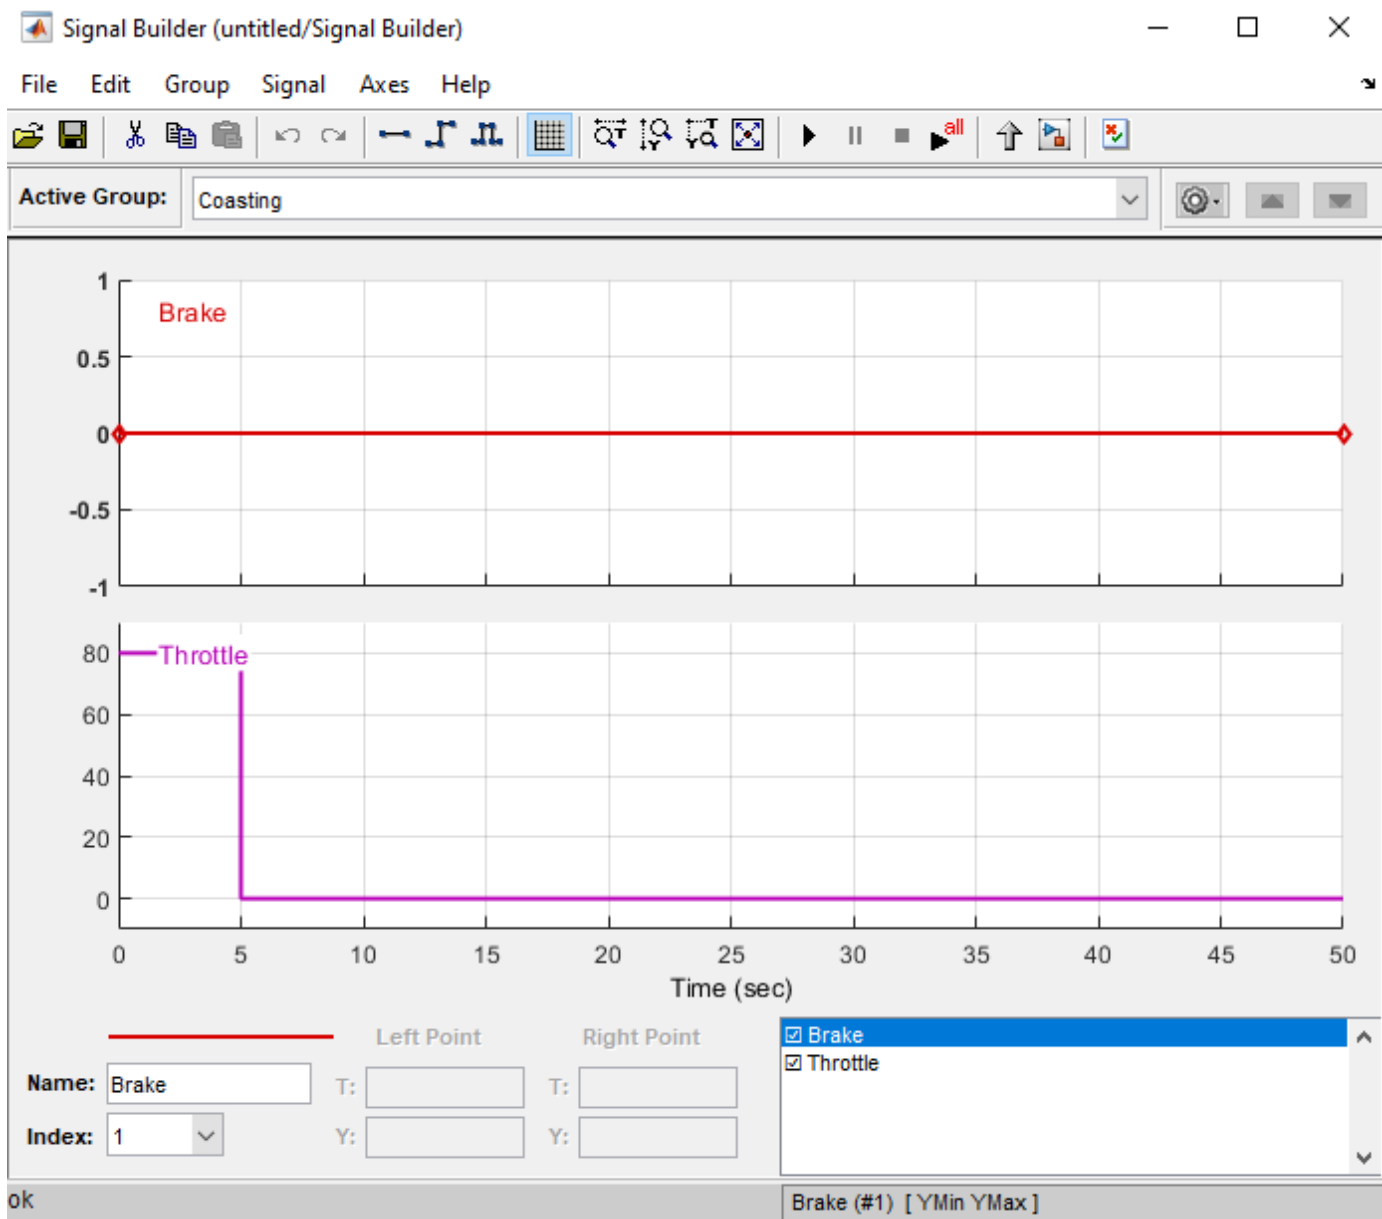 Signal Builder (untitled/Signal Builder)
File Edit Group Signal Axes Help
all
Active Group: Coasting
1
Brake
0.5
0
-0.5
-1
80
Throttle
60
40
20
0
0 5 10 15 20 25 30 35 40 45 50
Time (sec)
Left Point Right Point
Brake
Throttle
Name: Brake T: T:
Index: 1 Y: Y:
ok
Brake (#1) [ YMin YMax ]